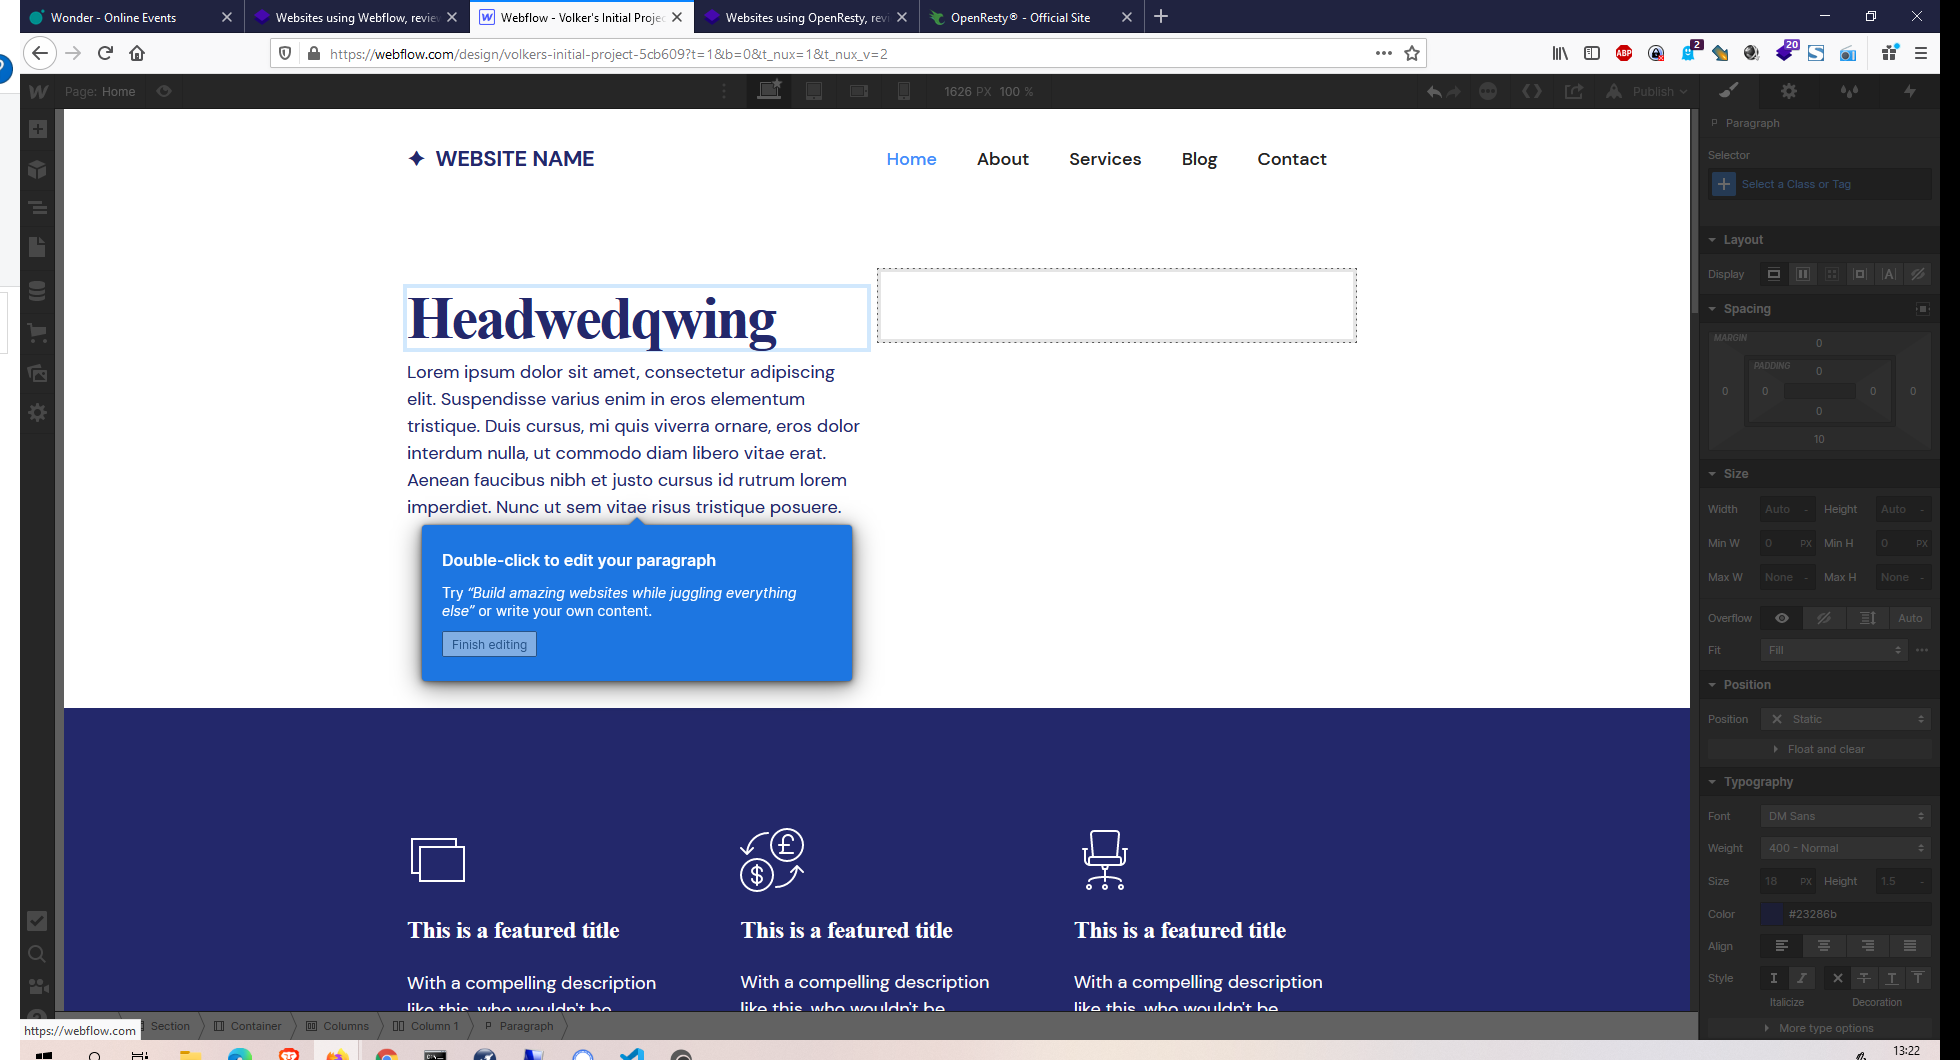 Wonder - Online Events
Websites using Webflow, review
Webflow - Volker's Initial Projec
Websites using OpenResty, revi
OpenResty® - Official Site
https://webflow.com/design/volkers-initial-project-5cb609?t=1&b=0&t_nux=1&t_nux_v=2
ABP
2
20
Page: Home
1626 PX 100 %
Publish
WEBSITE NAME
Home
About
Services
Blog
Contact
Headwedqwing
Lorem ipsum dolor sit amet, consectetur adipiscing
elit. Suspendisse varius enim in eros elementum
tristique. Duis cursus, mi quis viverra ornare, eros dolor
interdum nulla, ut commodo diam libero vitae erat.
Aenean faucibus nibh et justo cursus id rutrum lorem
imperdiet. Nunc ut sem vitae risus tristique posuere.
Double-click to edit your paragraph
Try “Build amazing websites while juggling everything
else” or write your own content.
Finish editing
This is a featured title
This is a featured title
This is a featured title
With a compelling description
like this, who wouldn't be
With a compelling description
like this, who wouldn't be
With a compelling description
like this, who wouldn't be
Paragraph
Selector
Select a Class or Tag
Layout
Display
Spacing
MARGIN
0
PADDING
0
0 0 0 0
0
10
Size
Width Auto - Height Auto -
Min W 0 PX Min H 0 PX
Max W None - Max H None -
Overflow Auto
Fit Fill
Position
Position Static
Float and clear
Typography
Font DM Sans
Weight 400 - Normal
Size 18 PX Height 1.5 -
Color #23286b
Align
Style
Italicize Decoration
More type options
https://webflow.com
Section
Container
Columns
Column 1
Paragraph
13:22